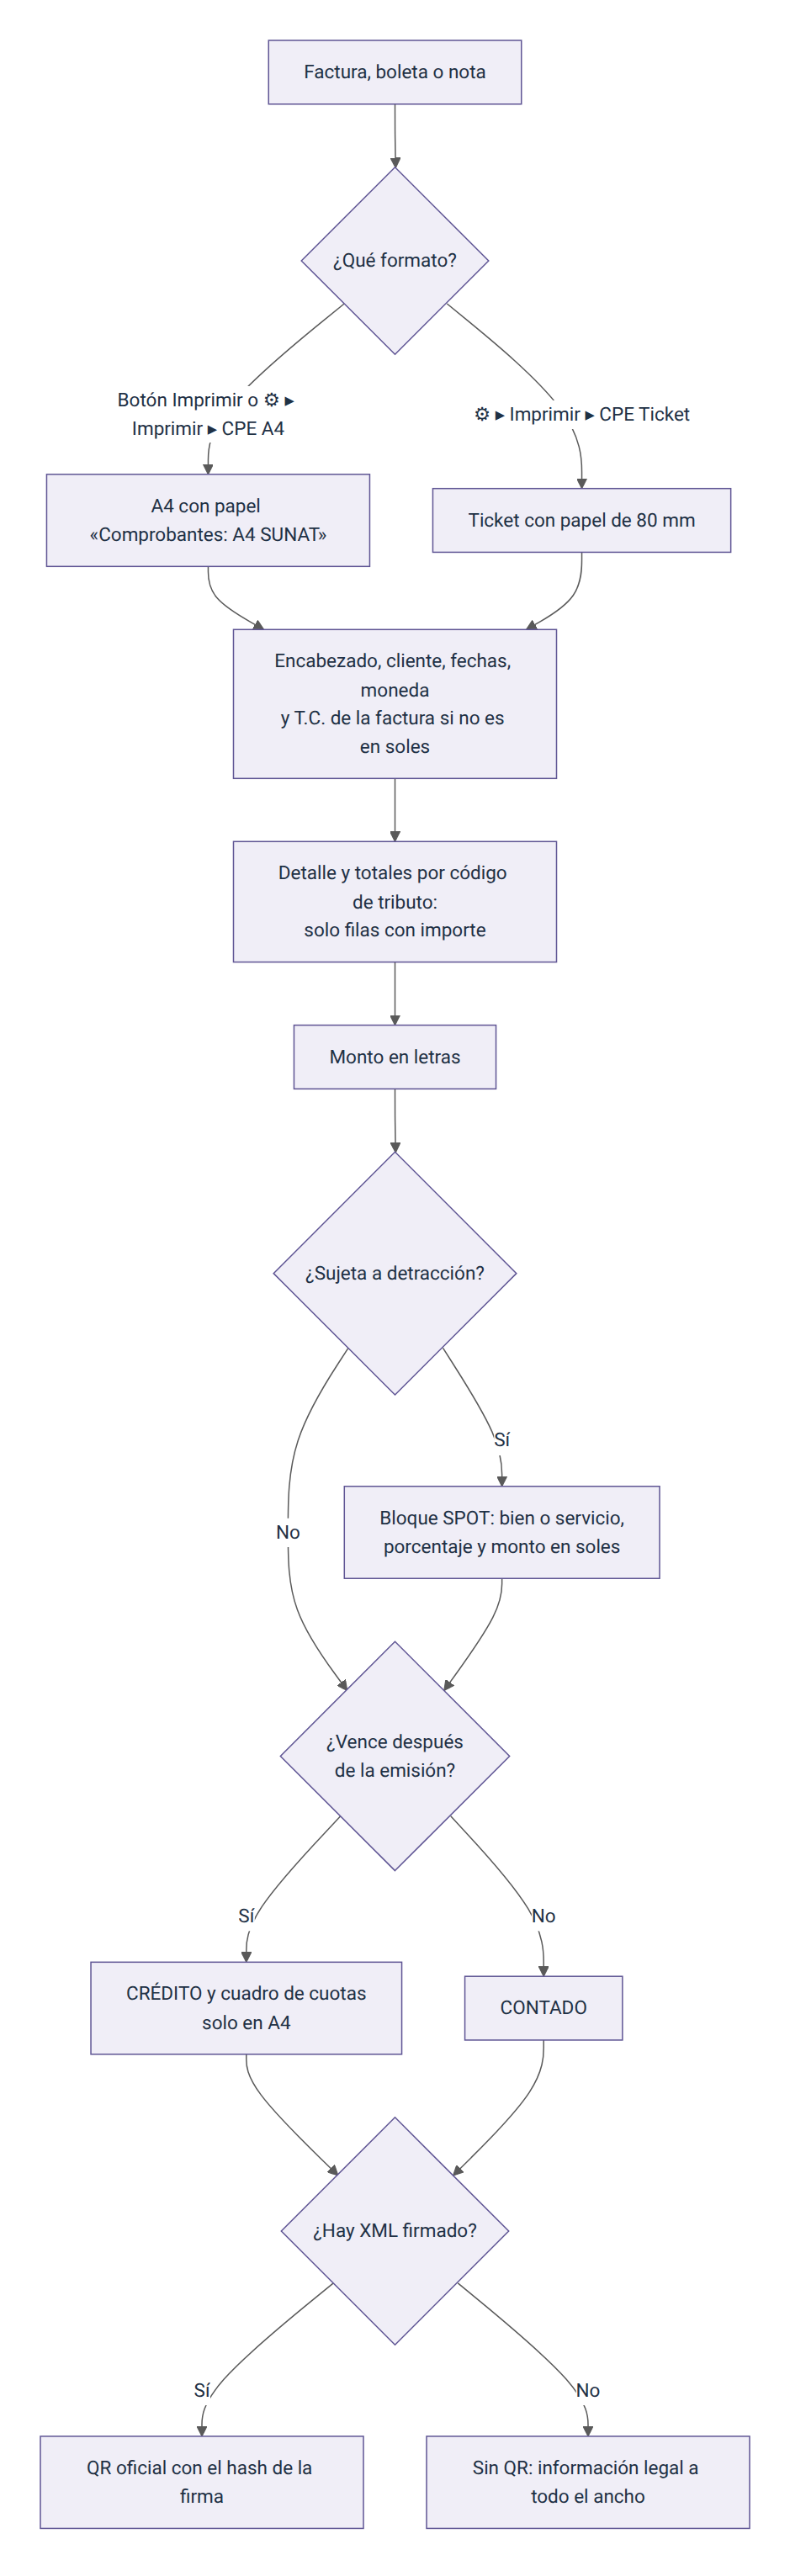 Factura, boleta o nota
¿Qué formato?
Botón Imprimir o ⚙ ▸
Imprimir ▸ CPE A4
⚙ ▸ Imprimir ▸ CPE Ticket
A4 con papel
«Comprobantes: A4 SUNAT»
Ticket con papel de 80 mm
Encabezado, cliente, fechas,
moneda
y T.C. de la factura si no es
en soles
Detalle y totales por código
de tributo:
solo filas con importe
Monto en letras
¿Sujeta a detracción?
Sí
No
Bloque SPOT: bien o servicio,
porcentaje y monto en soles
¿Vence después
de la emisión?
Sí
No
CRÉDITO y cuadro de cuotas
solo en A4
CONTADO
¿Hay XML firmado?
Sí
No
QR oficial con el hash de la
firma
Sin QR: información legal a
todo el ancho